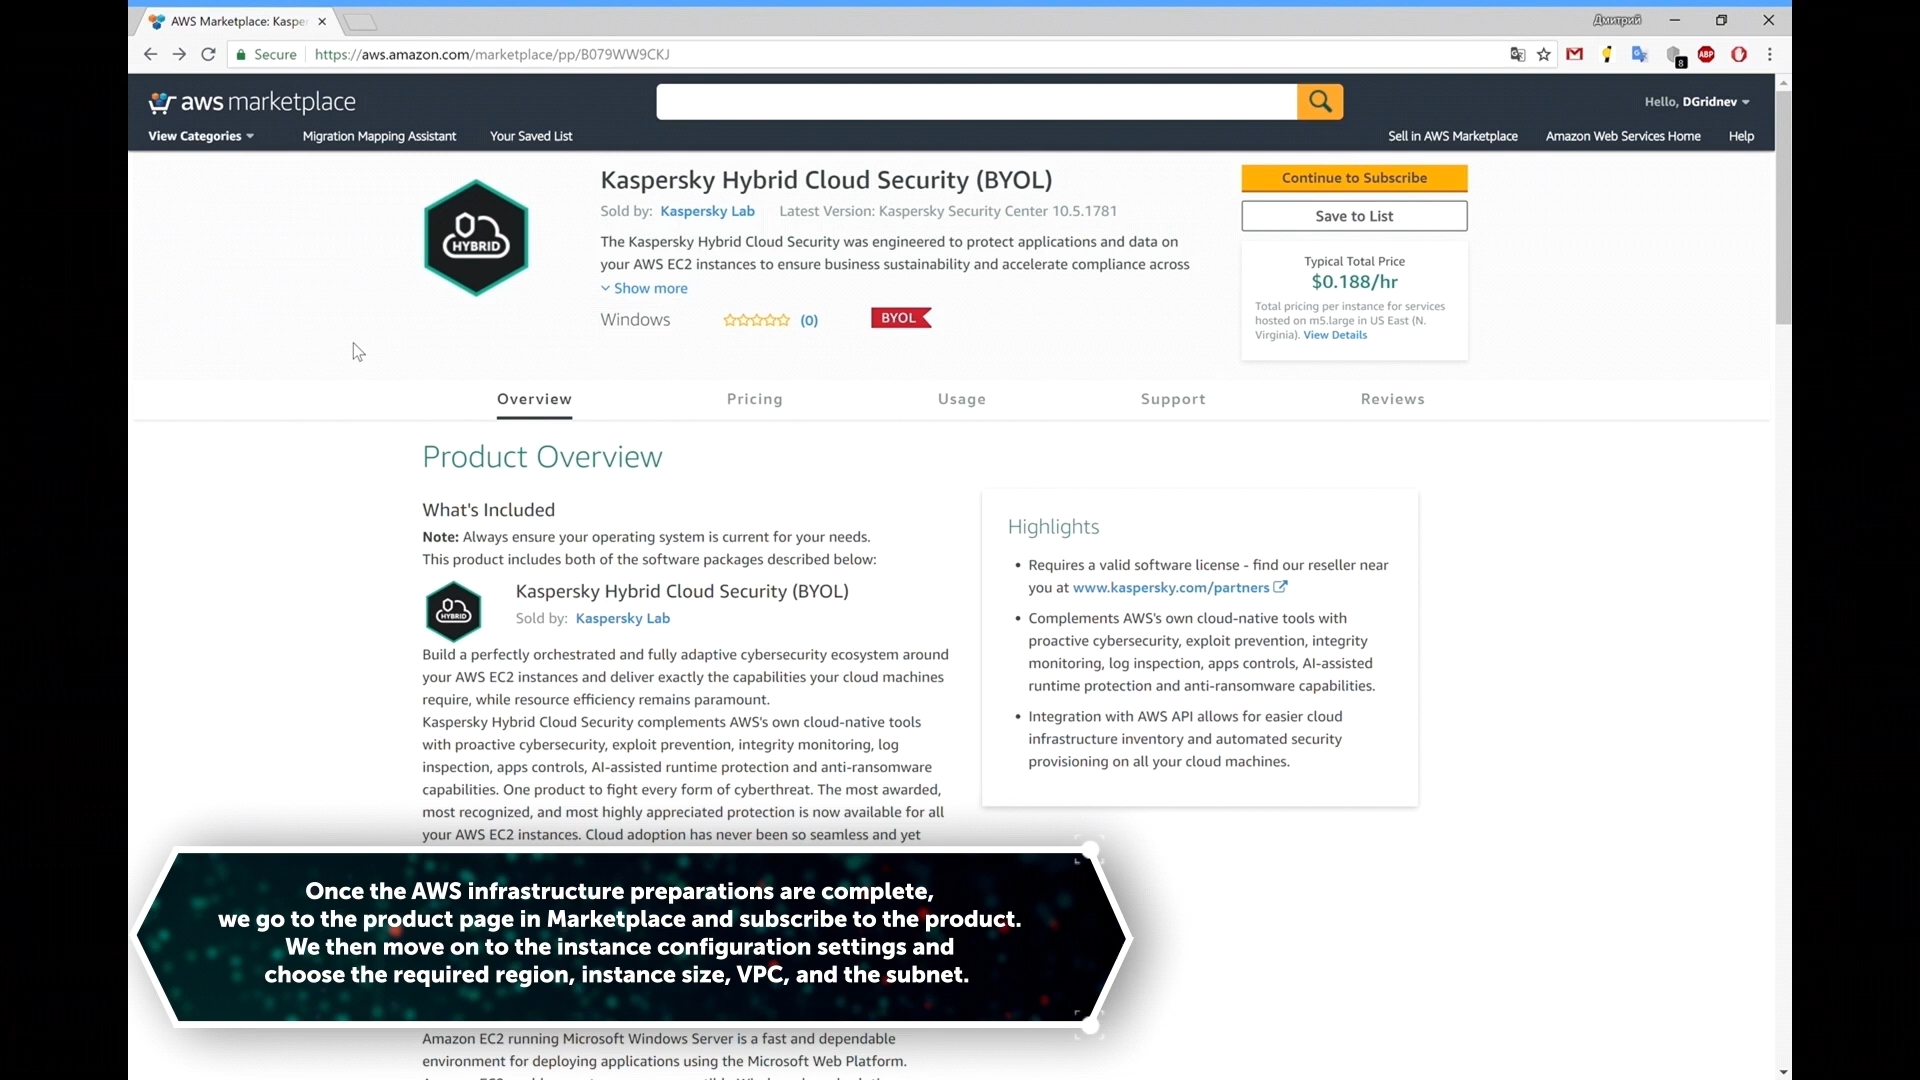 AWS Marketplace: Kaspe
Дмитрий
Secure
https://aws.amazon.com/marketplace/pp/B079WW9CKJ
8
ABP
aws marketplace
Hello, DGridnev
View Categories
Migration Mapping Assistant
Your Saved List
Sell in AWS Marketplace
Amazon Web Services Home
Help
HYBRID
Kaspersky Hybrid Cloud Security (BYOL)
Sold by: Kaspersky Lab Latest Version: Kaspersky Security Center 10.5.1781
The Kaspersky Hybrid Cloud Security was engineered to protect applications and data on
your AWS EC2 instances to ensure business sustainability and accelerate compliance across
Show more
Windows
(0)
BYOL
Continue to Subscribe
Save to List
Typical Total Price
$0.188/hr
Total pricing per instance for services
hosted on m5.large in US East (N.
Virginia). View Details
Overview
Pricing
Usage
Support
Reviews
Product Overview
What's Included
Note: Always ensure your operating system is current for your needs.
This product includes both of the software packages described below:
HYBRID
Kaspersky Hybrid Cloud Security (BYOL)
Sold by: Kaspersky Lab
Build a perfectly orchestrated and fully adaptive cybersecurity ecosystem around
your AWS EC2 instances and deliver exactly the capabilities your cloud machines
require, while resource efficiency remains paramount.
Kaspersky Hybrid Cloud Security complements AWS's own cloud-native tools
with proactive cybersecurity, exploit prevention, integrity monitoring, log
inspection, apps controls, AI-assisted runtime protection and anti-ransomware
capabilities. One product to fight every form of cyberthreat. The most awarded,
most recognized, and most highly appreciated protection is now available for all
your AWS EC2 instances. Cloud adoption has never been so seamless and yet
Highlights
• Requires a valid software license - find our reseller near
you at www.kaspersky.com/partners
• Complements AWS's own cloud-native tools with
proactive cybersecurity, exploit prevention, integrity
monitoring, log inspection, apps controls, AI-assisted
runtime protection and anti-ransomware capabilities.
• Integration with AWS API allows for easier cloud
infrastructure inventory and automated security
provisioning on all your cloud machines.
Once the AWS infrastructure preparations are complete,
we go to the product page in Marketplace and subscribe to the product.
We then move on to the instance configuration settings and
choose the required region, instance size, VPC, and the subnet.
Amazon EC2 running Microsoft Windows Server is a fast and dependable
environment for deploying applications using the Microsoft Web Platform.